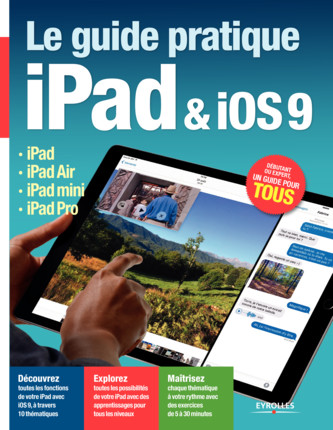 Le guide pratique
iPad & iOS 9
• iPad
• iPad Air
• iPad mini
• iPad Pro
DÉBUTANT
OU EXPERT,
UN GUIDE POUR
TOUS
Découvrez
toutes les fonctions
de votre iPad avec
iOS 9, à travers
10 thématiques
Explorez
toutes les possibilités
de votre iPad avec des
apprentissages pour
tous les niveaux
Maîtrisez
chaque thématique
à votre rythme avec
des exercices
de 5 à 30 minutes
EYROLLES